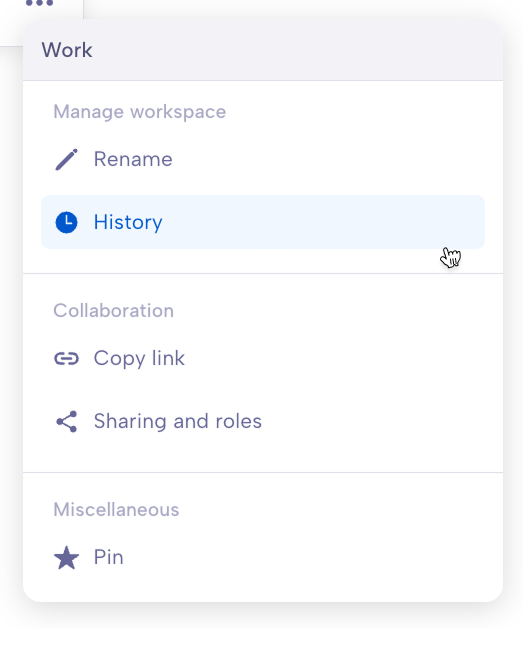 Work
Manage workspace
Rename
History
Collaboration
Copy link
Sharing and roles
Miscellaneous
Pin